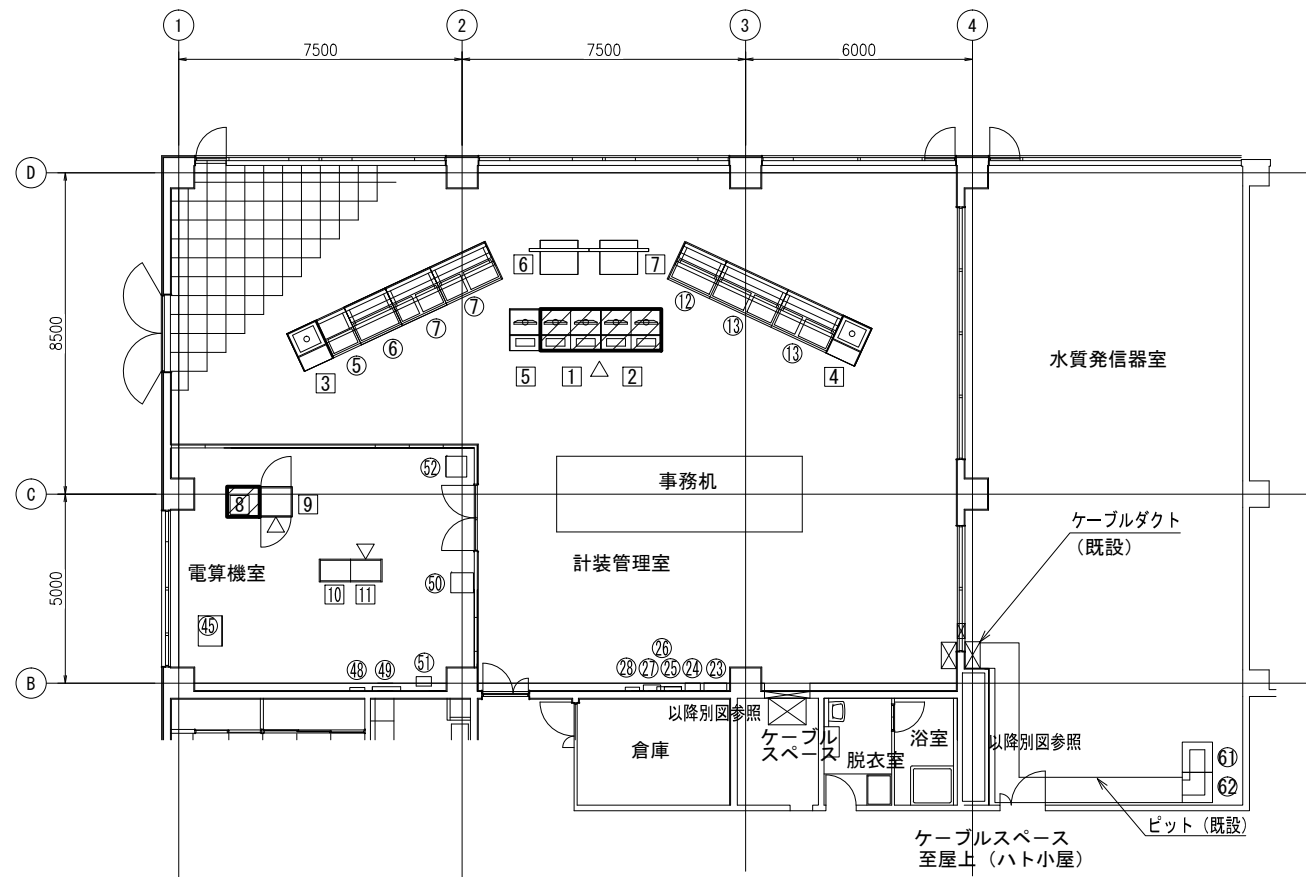 1
2
3
4
7500
7500
6000
D
8500
C
5000
B
6
7
7
7
6
5
3
12
13
13
4
5
1
2
水質発信器室
52
8
9
事務机
ケーブルダクト
(既設)
電算機室
計装管理室
50
10
11
45
48
49
51
28
27
26
25
24
23
以降別図参照
倉庫
ケーブル
スペース
脱衣室
浴室
以降別図参照
61
62
ピット(既設)
ケーブルスペース
至屋上(ハト小屋)